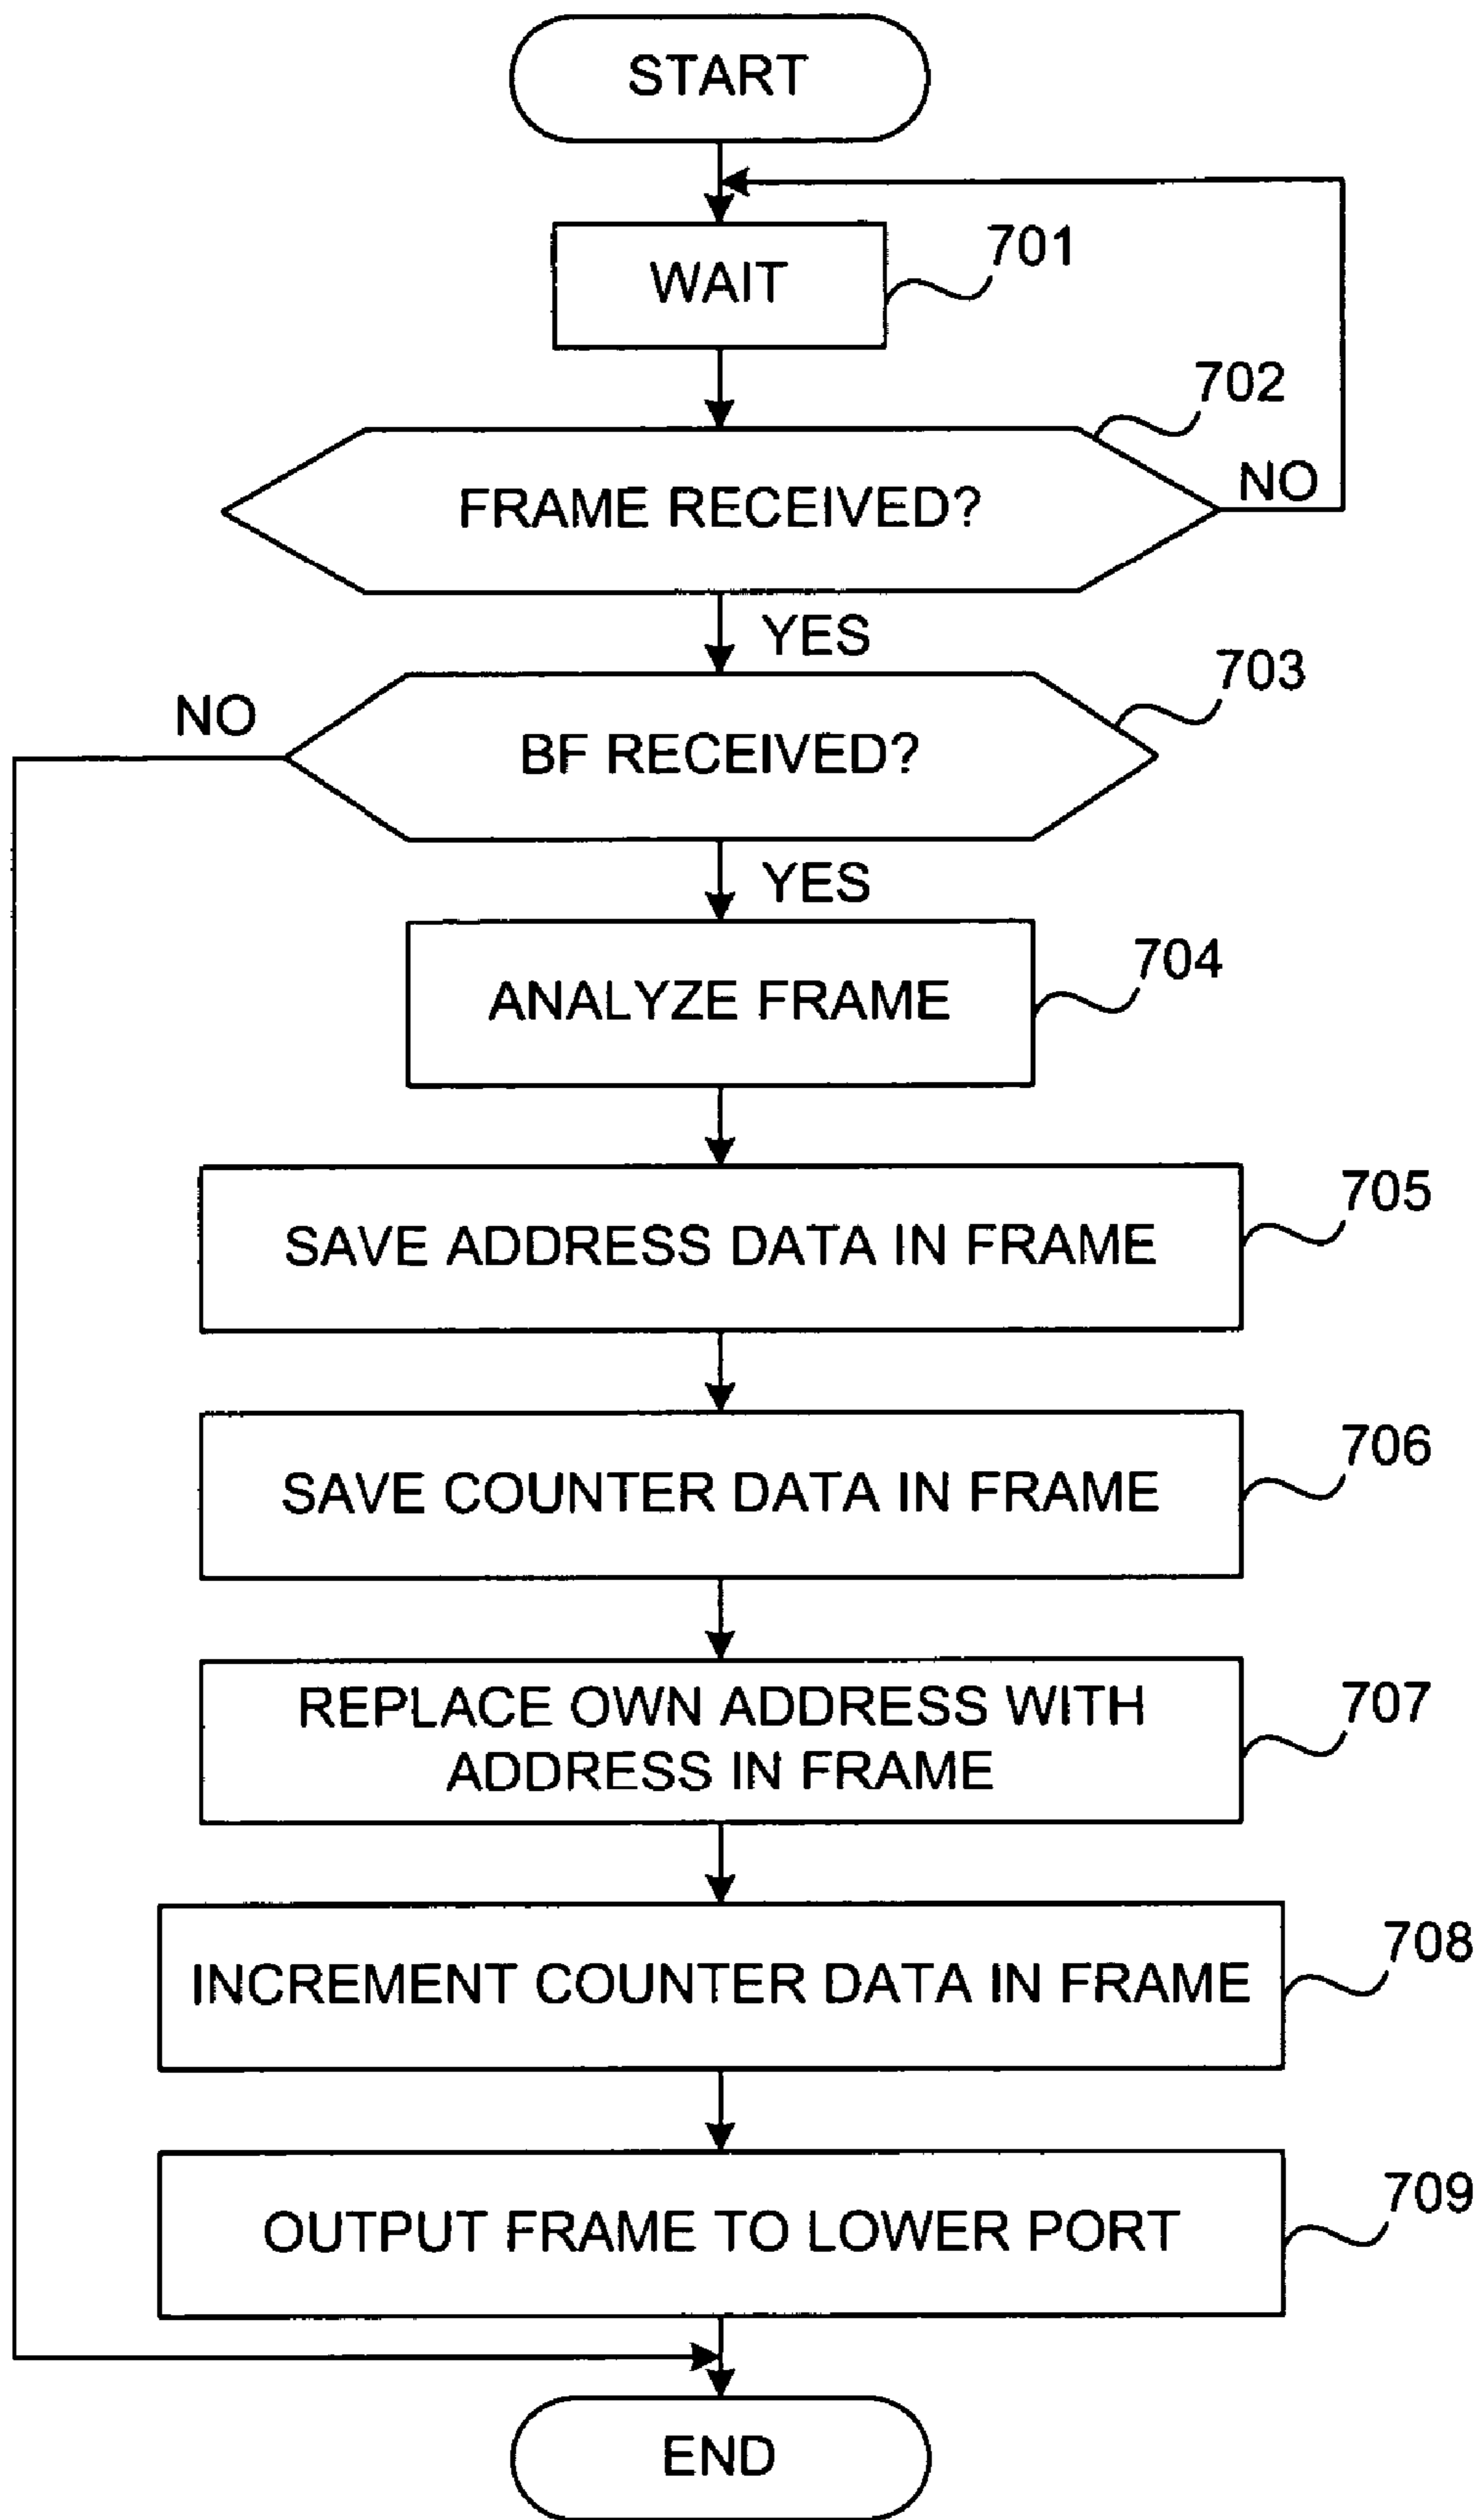 START
WAIT
701
702
FRAME RECEIVED?
NO
YES
703
NO
BF RECEIVED?
YES
704
ANALYZE FRAME
705
SAVE ADDRESS DATA IN FRAME
706
SAVE COUNTER DATA IN FRAME
707
REPLACE OWN ADDRESS WITH
ADDRESS IN FRAME
708
INCREMENT COUNTER DATA IN FRAME
709
OUTPUT FRAME TO LOWER PORT
END